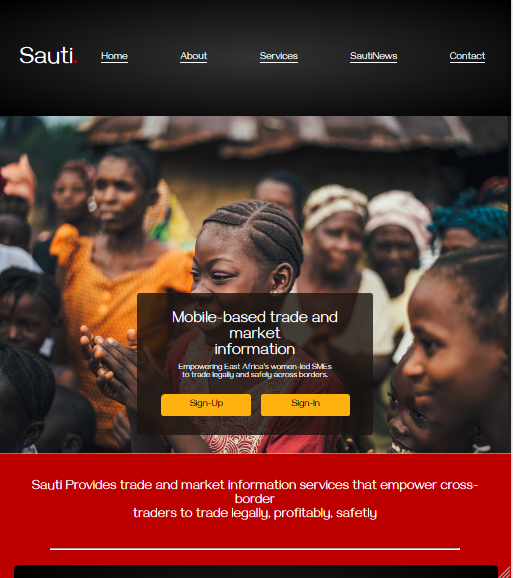 Sauti.
Home
About
Services
SautiNews
Contact
Mobile-based trade and
market
information
Empowering East Africa's women-led SMEs
to trade legally and safely across borders.
Sign-Up
Sign-In
Sauti Provides trade and market information services that empower cross-
border
traders to trade legally, profitably, safetly